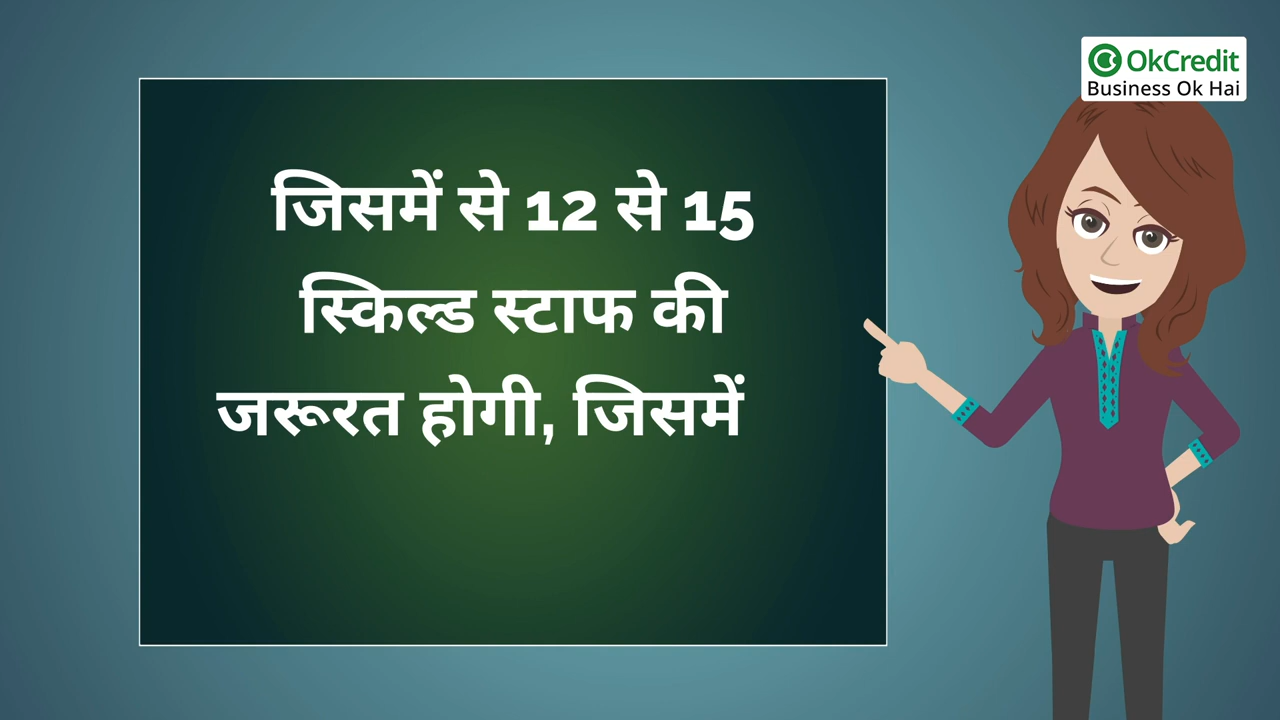 OkCredit
Business Ok Hai
जिसमें से 12 से 15
स्किल्ड स्टाफ की
जरूरत होगी, जिसमें